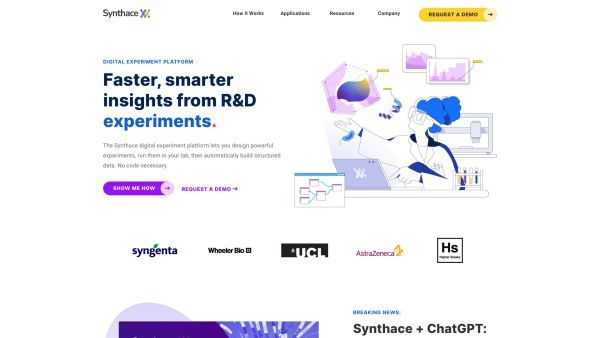 Synthace
How it Works
Applications
Resources
Company
REQUEST A DEMO
DIGITAL EXPERIMENT PLATFORM
Faster, smarter
insights from R&D
experiments.
The Synthace digital experiment platform lets you design powerful
experiments, run them in your lab, then automatically build structured
data. No code necessary.
SHOW ME HOW
REQUEST A DEMO
syngenta
Wheeler Bio
UCL
AstraZeneca
Hs
Higher Steaks
BREAKING NEWS:
Synthace + ChatGPT: